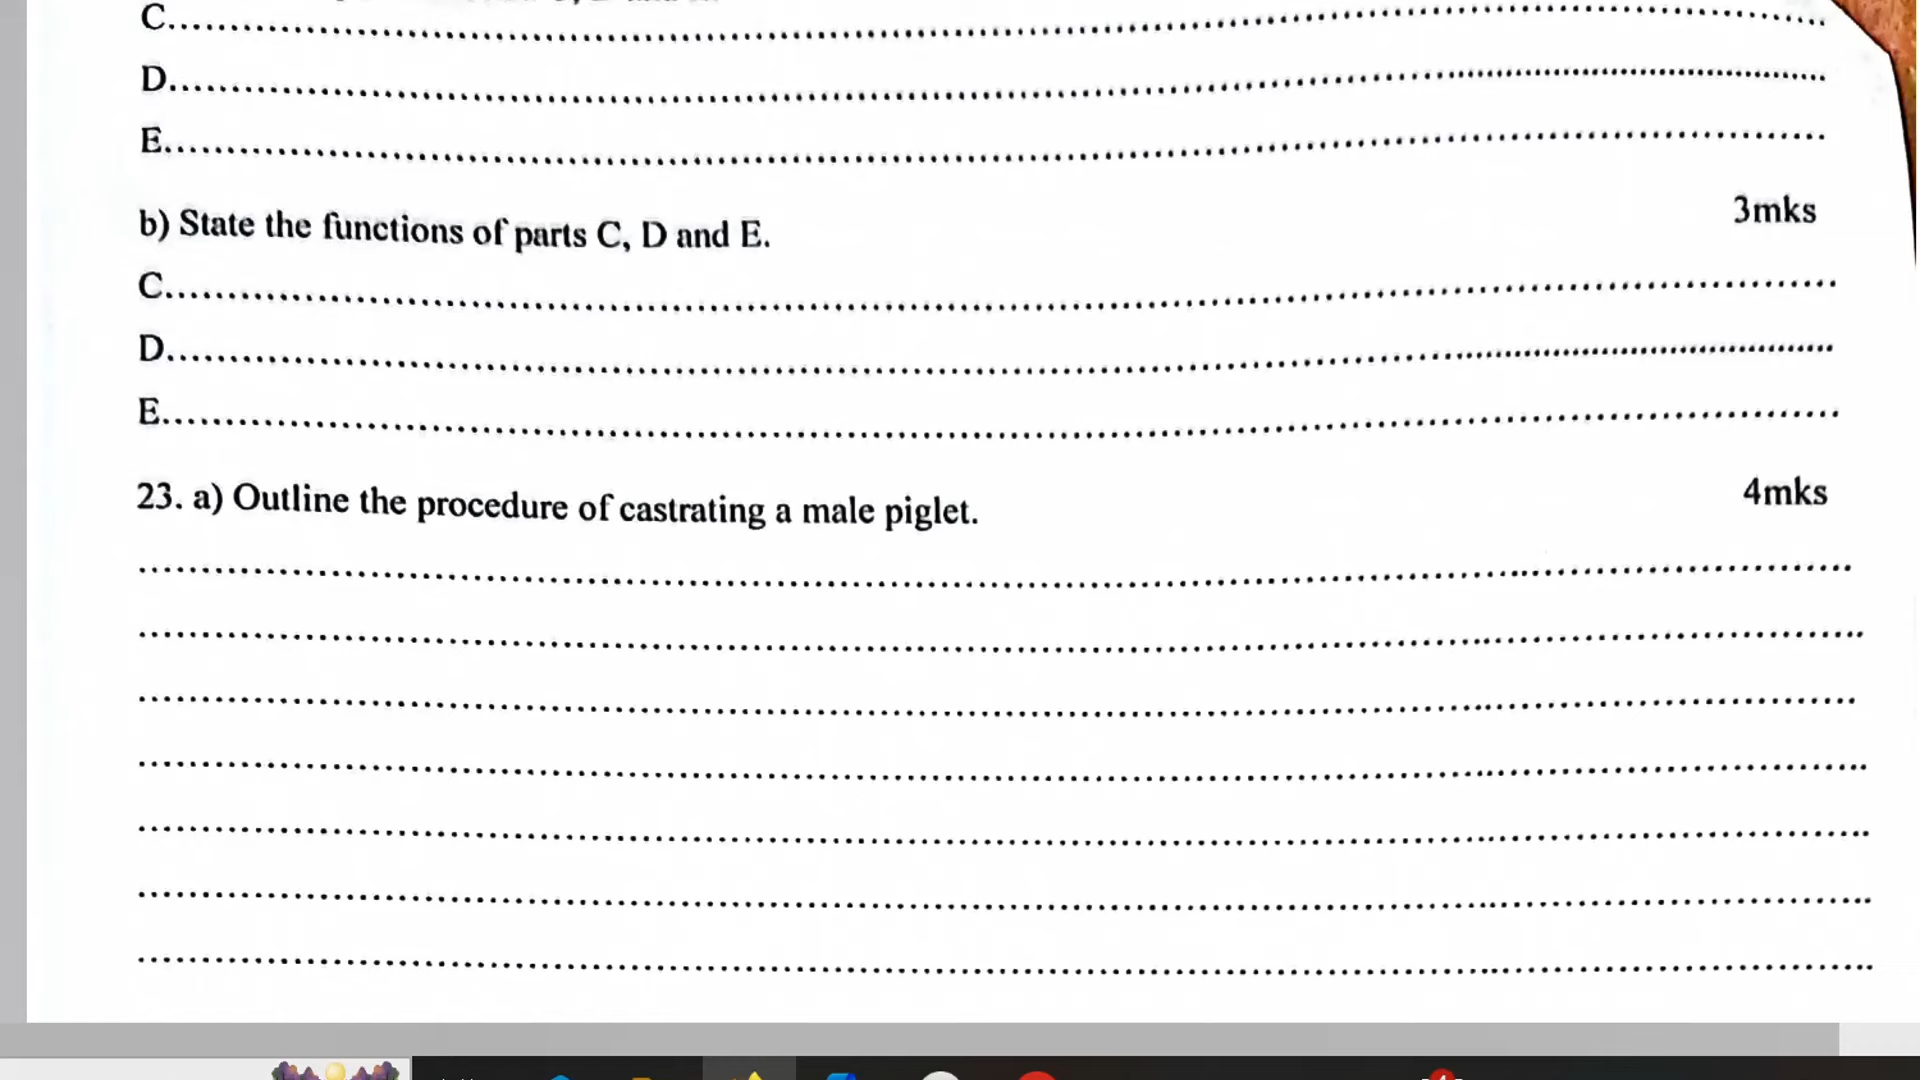 C....................
D....................
E....................
b) State the functions of parts C, D and E. 3mks
C....................
D....................
E....................
23. a) Outline the procedure of castrating a male piglet. 4mks
....................
....................
....................
....................
....................
....................
....................